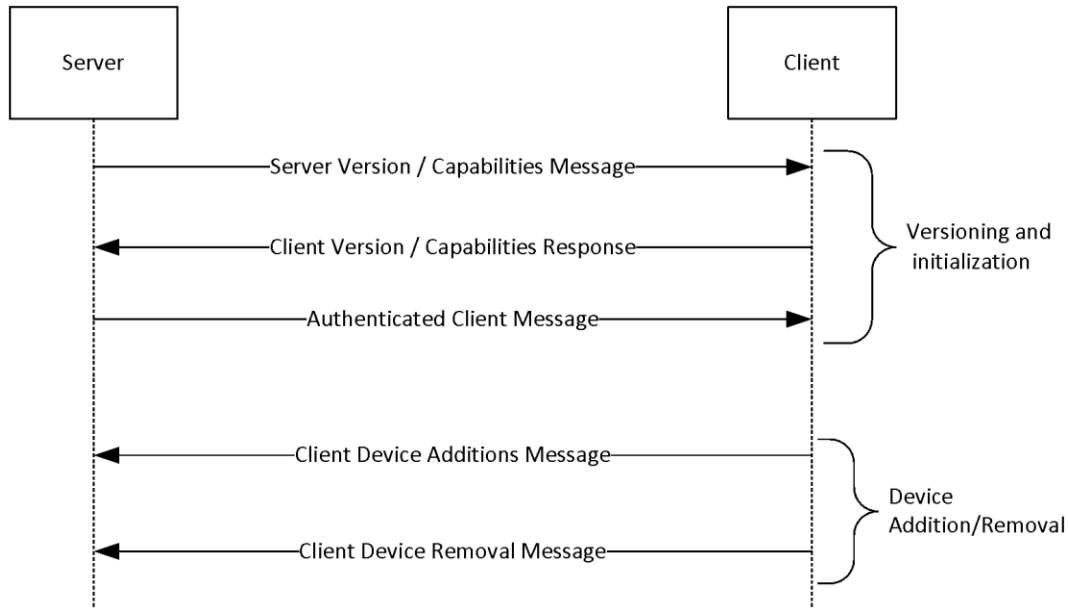 Server
Client
Server Version / Capabilities Message
Client Version / Capabilities Response
Versioning and
initialization
Authenticated Client Message
Client Device Additions Message
Device
Addition/Removal
Client Device Removal Message